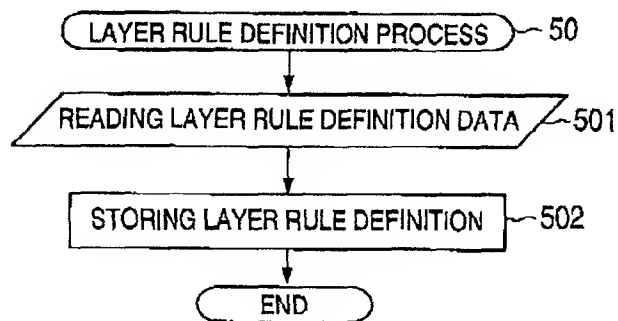 LAYER RULE DEFINITION PROCESS 50
READING LAYER RULE DEFINITION DATA 501
STORING LAYER RULE DEFINITION 502
END